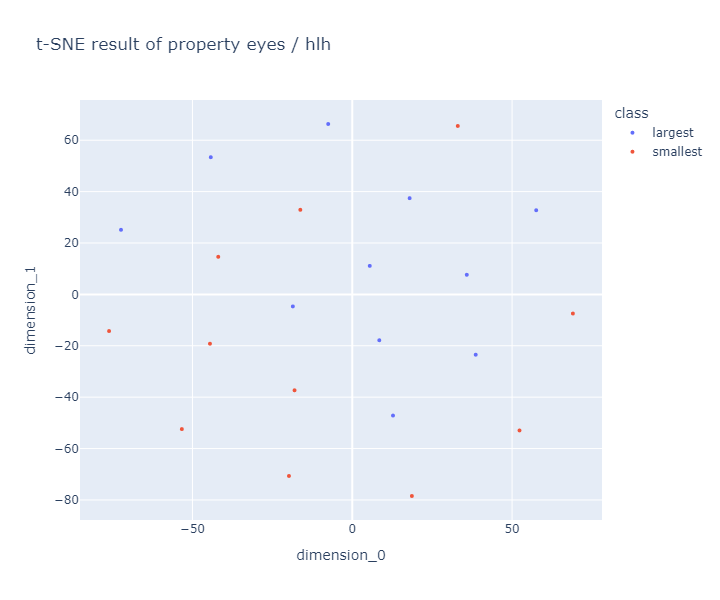 t-SNE result of property eyes / hlh
class
largest
smallest
60
40
20
0
−20
−40
−60
−80
dimension_1
−50
0
50
dimension_0